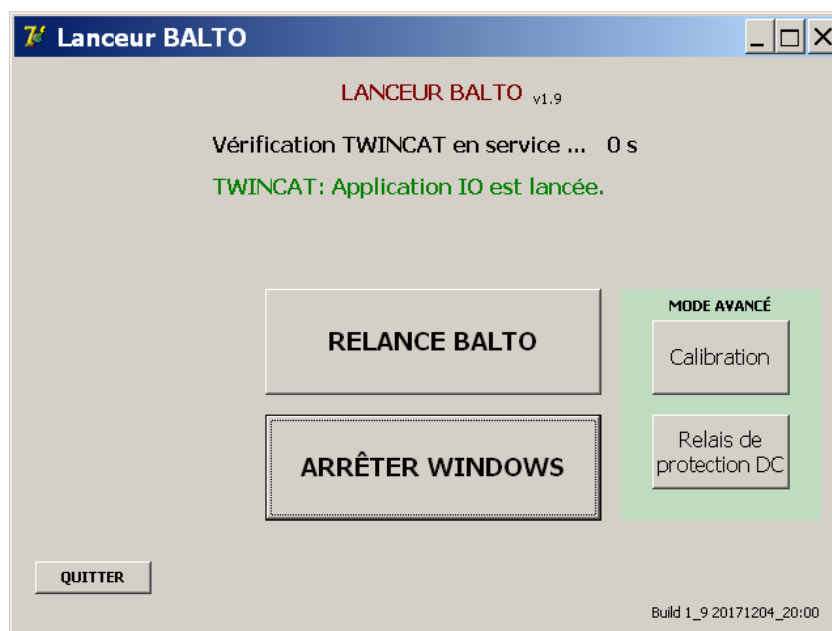 Lanceur BALTO
LANCEUR BALTO v1.9
Vérification TWINCAT en service ... 0 s
TWINCAT: Application IO est lancée.
RELANCE BALTO
ARRÊTER WINDOWS
MODE AVANCÉ
Calibration
Relais de
protection DC
QUITTER
Build 1_9 20171204_20:00